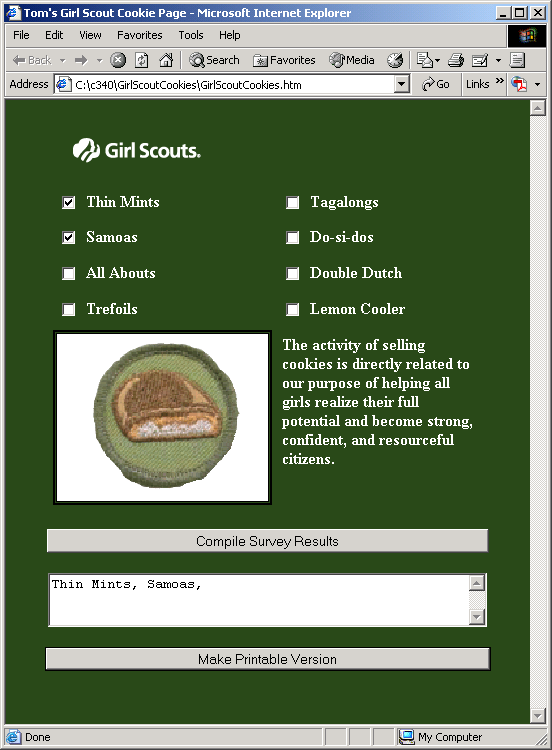 Tom's Girl Scout Cookie Page - Microsoft Internet Explorer
File Edit View Favorites Tools Help
Back Search Favorites Media
Address C:\c340\GirlScoutCookies\GirlScoutCookies.htm Go Links »
Girl Scouts.
Thin Mints Tagalongs
Samoas Do-si-dos
All Abouts Double Dutch
Trefoils Lemon Cooler
The activity of selling
cookies is directly related to
our purpose of helping all
girls realize their full
potential and become strong,
confident, and resourceful
citizens.
Compile Survey Results
Thin Mints, Samoas,
Make Printable Version
Done My Computer